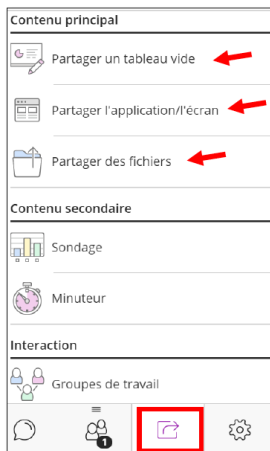 Contenu principal
Partager un tableau vide
Partager l'application/l'écran
Partager des fichiers
Contenu secondaire
Sondage
Minuteur
Interaction
Groupes de travail
1